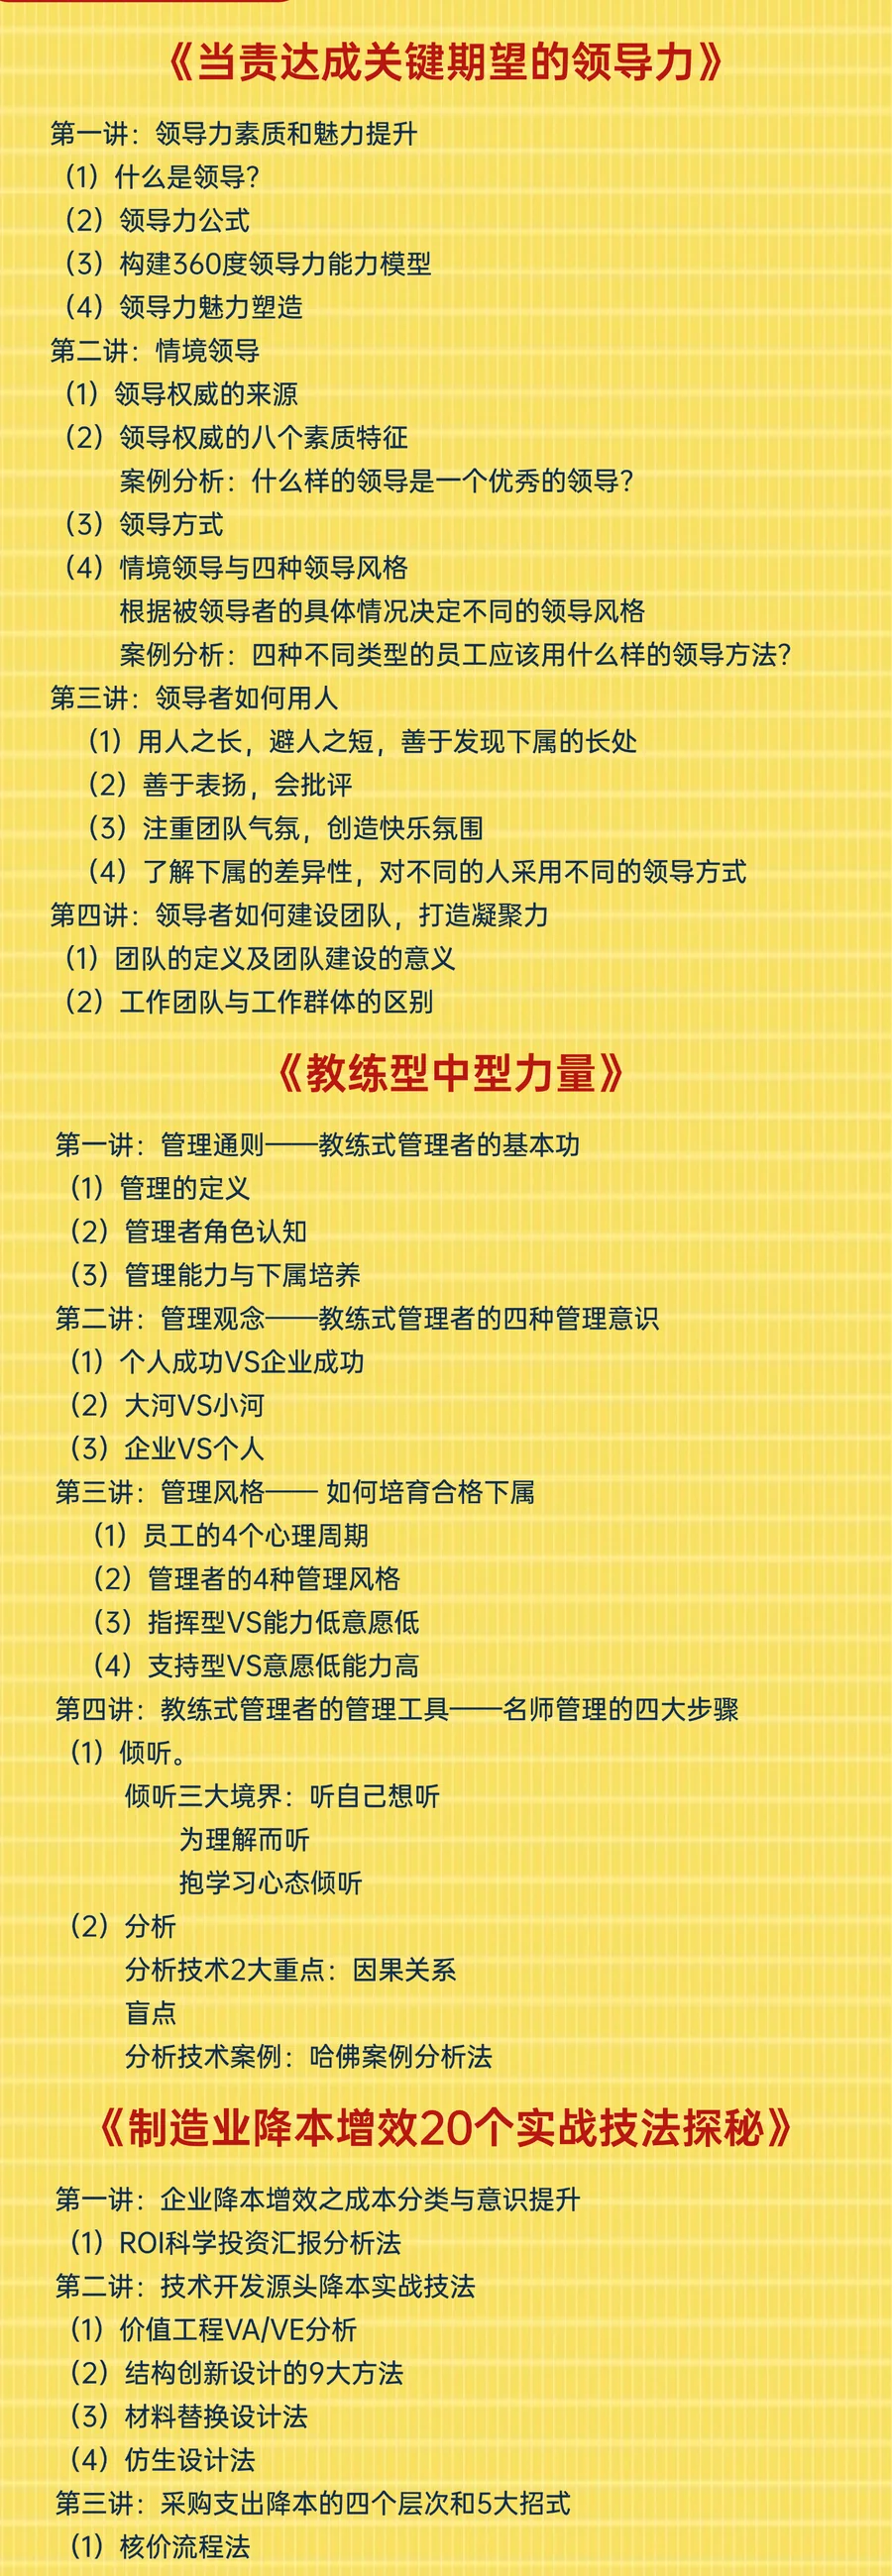 《当责达成关键期望的领导力》
第一讲：领导力素质和魅力提升
（1）什么是领导？
（2）领导力公式
（3）构建360度领导力能力模型
（4）领导力魅力塑造
第二讲：情境领导
（1）领导权威的来源
（2）领导权威的八个素质特征
案例分析：什么样的领导是一个优秀的领导？
（3）领导方式
（4）情境领导与四种领导风格
根据被领导者的具体情况决定不同的领导风格
案例分析：四种不同类型的员工应该用什么样的领导方法？
第三讲：领导者如何用人
（1）用人之长，避人之短，善于发现下属的长处
（2）善于表扬，会批评
（3）注重团队气氛，创造快乐氛围
（4）了解下属的差异性，对不同的人采用不同的领导方式
第四讲：领导者如何建设团队，打造凝聚力
（1）团队的定义及团队建设的意义
（2）工作团队与工作群体的区别
《教练型中型力量》
第一讲：管理通则——教练式管理者的基本功
（1）管理的定义
（2）管理者角色认知
（3）管理能力与下属培养
第二讲：管理观念——教练式管理者的四种管理意识
（1）个人成功VS企业成功
（2）大河VS小河
（3）企业VS个人
第三讲：管理风格—— 如何培育合格下属
（1）员工的4个心理周期
（2）管理者的4种管理风格
（3）指挥型VS能力低意愿低
（4）支持型VS意愿低能力高
第四讲：教练式管理者的管理工具——名师管理的四大步骤
（1）倾听。
倾听三大境界：听自己想听
为理解而听
抱学习心态倾听
（2）分析
分析技术2大重点：因果关系
盲点
分析技术案例：哈佛案例分析法
《制造业降本增效20个实战技法探秘》
第一讲：企业降本增效之成本分类与意识提升
（1）ROI科学投资汇报分析法
第二讲：技术开发源头降本实战技法
（1）价值工程VA/VE分析
（2）结构创新设计的9大方法
（3）材料替换设计法
（4）仿生设计法
第三讲：采购支出降本的四个层次和5大招式
（1）核价流程法